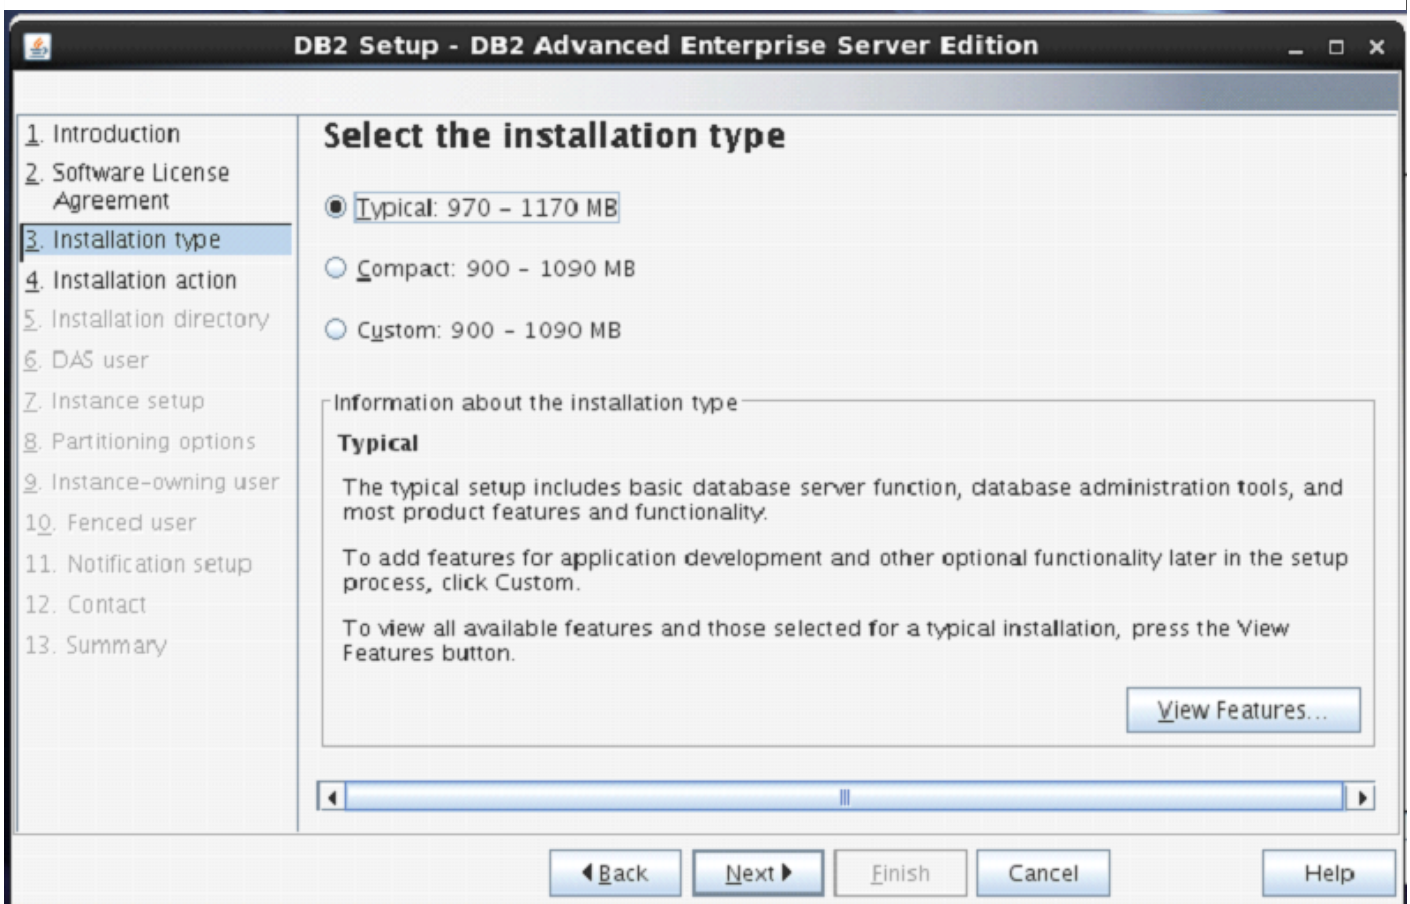 DB2 Setup - DB2 Advanced Enterprise Server Edition
1. Introduction
2. Software License
Agreement
3. Installation type
4. Installation action
5. Installation directory
6. DAS user
7. Instance setup
8. Partitioning options
9. Instance-owning user
10. Fenced user
11. Notification setup
12. Contact
13. Summary
Select the installation type
Typical: 970 – 1170 MB
Compact: 900 – 1090 MB
Custom: 900 – 1090 MB
Information about the installation type
Typical
The typical setup includes basic database server function, database administration tools, and
most product features and functionality.
To add features for application development and other optional functionality later in the setup
process, click Custom.
To view all available features and those selected for a typical installation, press the View
Features button.
View Features...
Back
Next
Finish
Cancel
Help